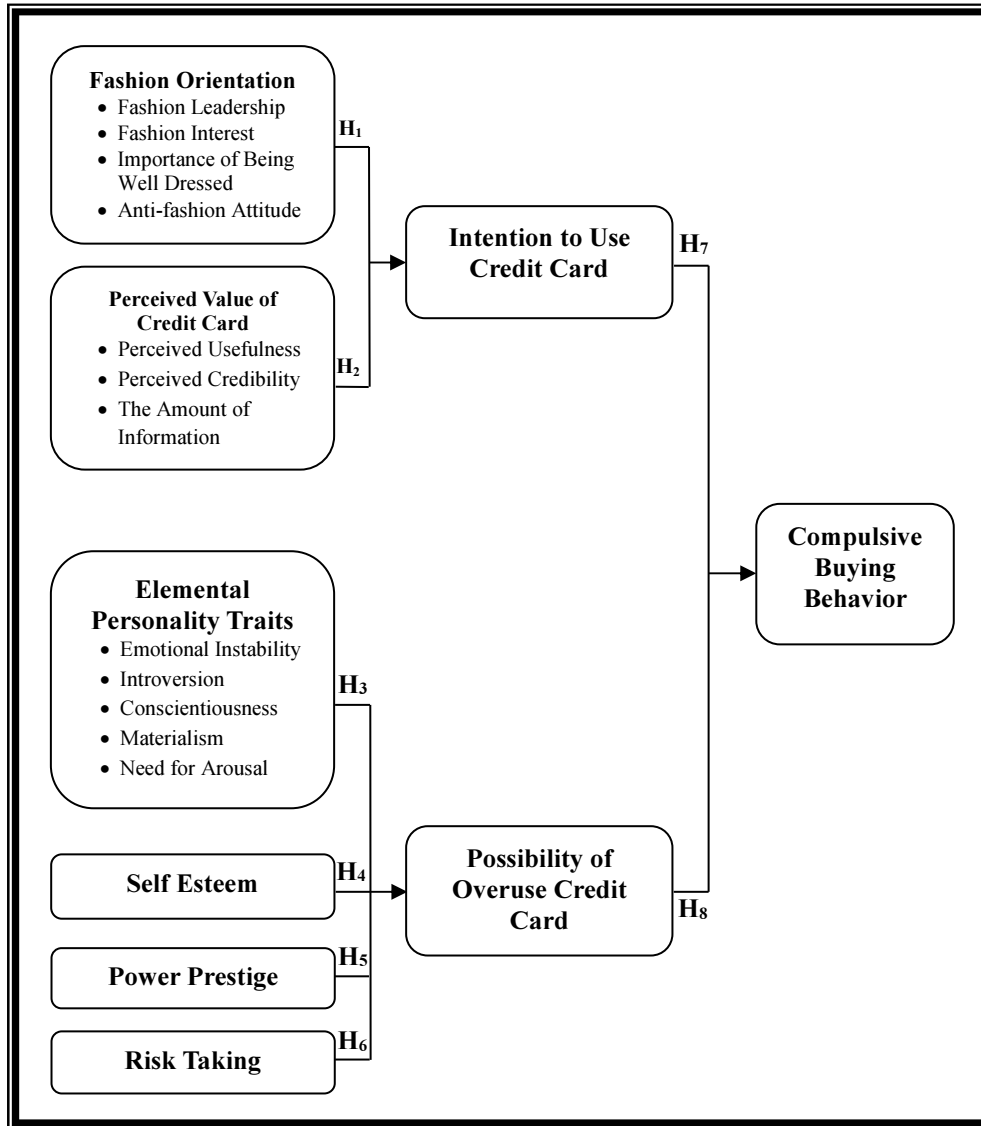 Fashion Orientation
• Fashion Leadership
• Fashion Interest
• Importance of Being
Well Dressed
• Anti-fashion Attitude
H₁
Perceived Value of
Credit Card
• Perceived Usefulness
• Perceived Credibility
• The Amount of
Information
H₂
Intention to Use
Credit Card
H₇
Elemental
Personality Traits
• Emotional Instability
• Introversion
• Conscientiousness
• Materialism
• Need for Arousal
H₃
Self Esteem
H₄
Power Prestige
H₅
Risk Taking
H₆
Possibility of
Overuse Credit
Card
H₈
Compulsive
Buying
Behavior